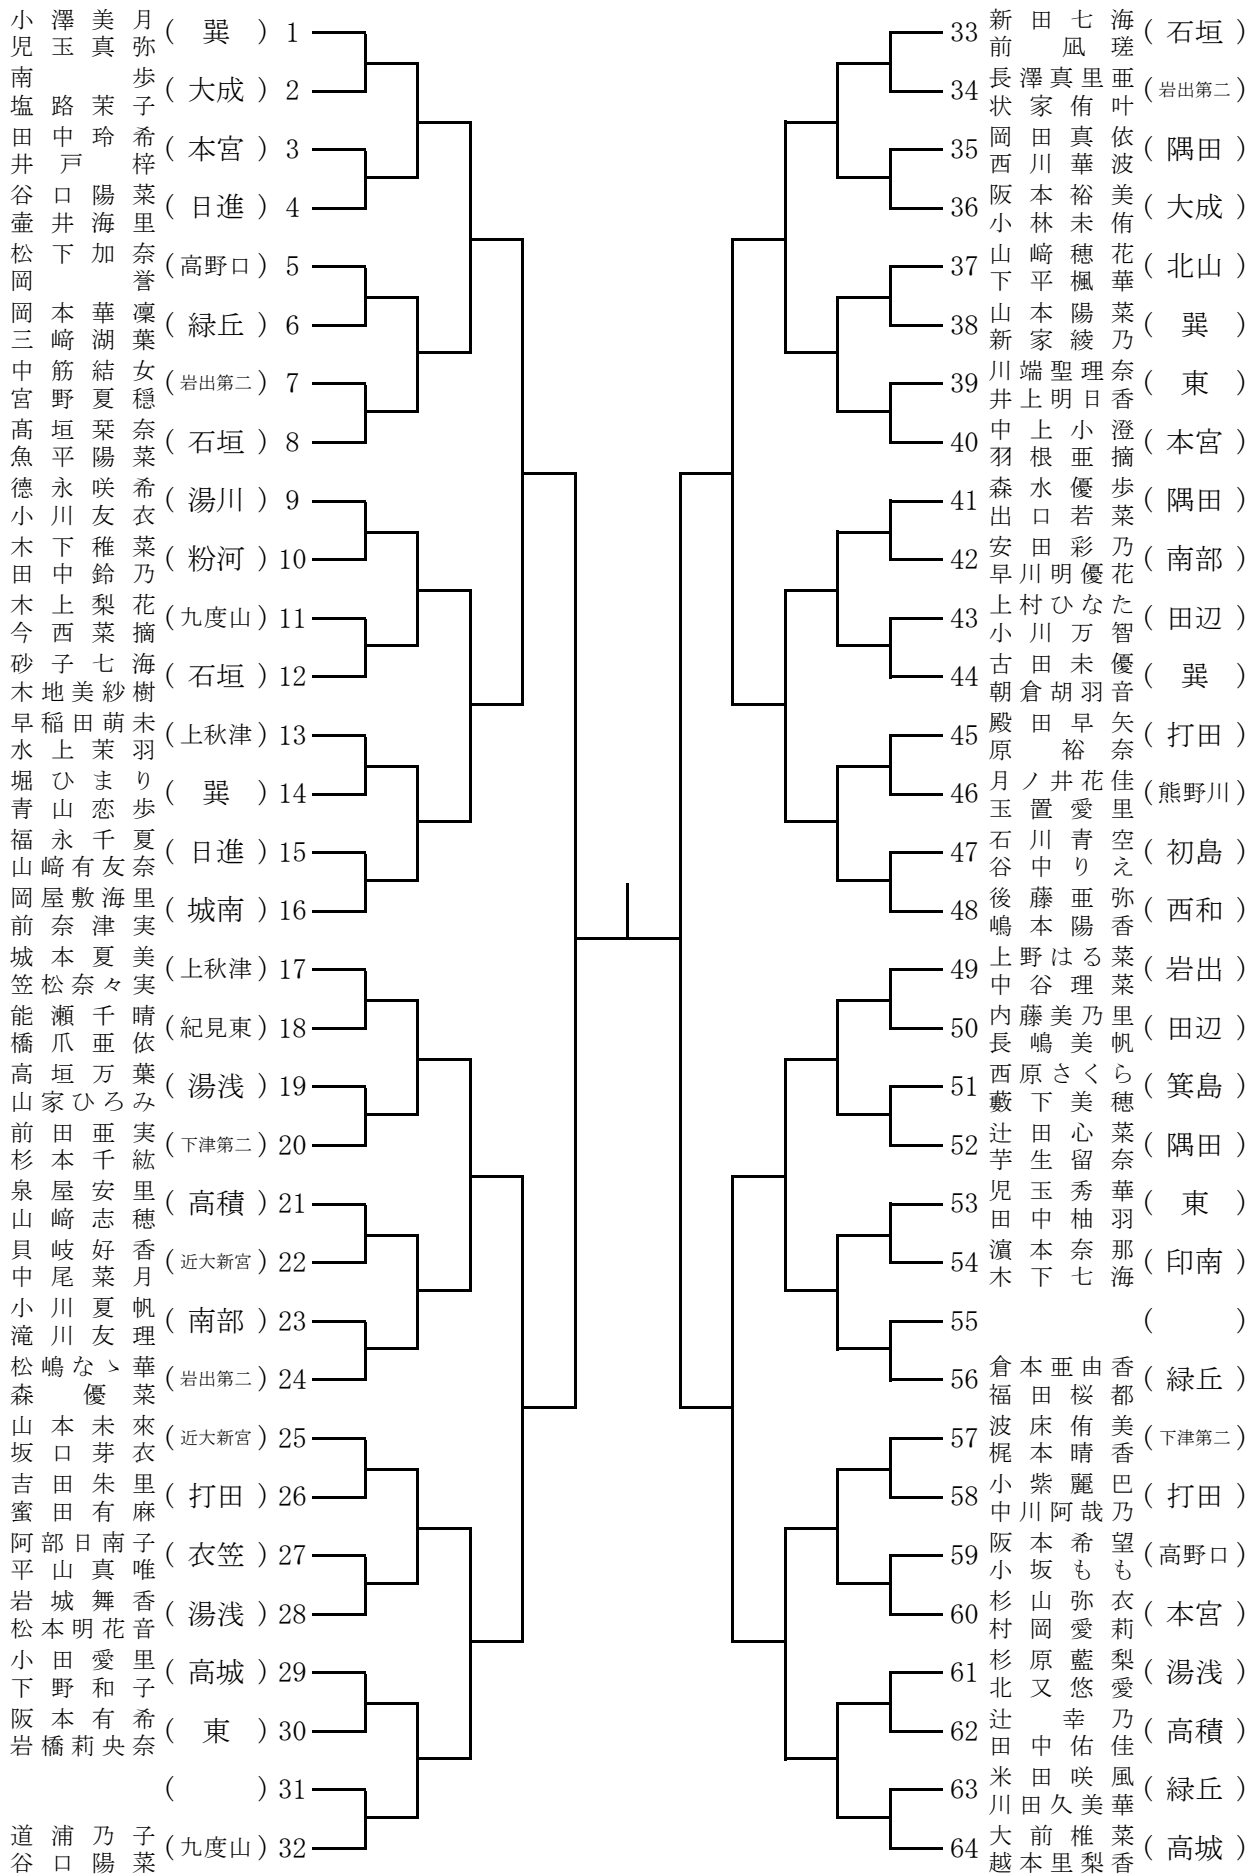 小澤美月
児玉真弥
(巽) 1
南歩
塩路茉子
(大成) 2
田中玲希
井戸梓
(本宮) 3
谷口陽菜
壷井海里
(日進) 4
松下加奈
岡誉
(高野口) 5
岡本華凜
三﨑湖葉
(緑丘) 6
中筋結女
宮野夏穏
(岩出第二) 7
髙垣栞奈
魚平陽菜
(石垣) 8
德永咲希
小川友衣
(湯川) 9
木下稚菜
田中鈴乃
(粉河) 10
木上梨花
今西菜摘
(九度山) 11
砂子七海
木地美紗樹
(石垣) 12
早稲田萌未
水上茉羽
(上秋津) 13
堀ひまり
青山恋歩
(巽) 14
福永千夏
山﨑有友奈
(日進) 15
岡屋敷海里
前奈津実
(城南) 16
城本夏美
笠松奈々実
(上秋津) 17
能瀬千晴
橋爪亜依
(紀見東) 18
高垣万葉
山家ひろみ
(湯浅) 19
前田亜実
杉本千紘
(下津第二) 20
泉屋安里
山﨑志穂
(高積) 21
貝岐好香
中尾菜月
(近大新宮) 22
小川夏帆
滝川友理
(南部) 23
松嶋なゝ華
森優菜
(岩出第二) 24
山本未來
坂口芽衣
(近大新宮) 25
吉田朱里
蜜田有麻
(打田) 26
阿部日南子
平山真唯
(衣笠) 27
岩城舞香
松本明花音
(湯浅) 28
小田愛里
下野和子
(高城) 29
阪本有希
岩橋莉央奈
(東) 30
( ) 31
道浦乃子
谷口陽菜
(九度山) 32
33 新田七海
前凪瑳
(石垣)
34 長澤真里亜
状家侑叶
(岩出第二)
35 岡田真依
西川華波
(隅田)
36 阪本裕美
小林未侑
(大成)
37 山﨑穂花
下平楓華
(北山)
38 山本陽菜
新家綾乃
(巽)
39 川端聖理奈
井上明日香
(東)
40 中上小澄
羽根亜摘
(本宮)
41 森水優歩
出口若菜
(隅田)
42 安田彩乃
早川明優花
(南部)
43 上村ひなた
小川万智
(田辺)
44 古田未優
朝倉胡羽音
(巽)
45 殿田早矢
原裕奈
(打田)
46 月ノ井花佳
玉置愛里
(熊野川)
47 石川青空
谷中りえ
(初島)
48 後藤亜弥
嶋本陽香
(西和)
49 上野はる菜
中谷理菜
(岩出)
50 内藤美乃里
長嶋美帆
(田辺)
51 西原さくら
藪下美穂
(箕島)
52 辻田心菜
芋生留奈
(隅田)
53 児玉秀華
田中柚羽
(東)
54 濵本奈那
木下七海
(印南)
55 ( )
56 倉本亜由香
福田桜都
(緑丘)
57 波床侑美
梶本晴香
(下津第二)
58 小紫麗巴
中川阿哉乃
(打田)
59 阪本希望
小坂もも
(高野口)
60 杉山弥衣
村岡愛莉
(本宮)
61 杉原藍梨
北又悠愛
(湯浅)
62 辻幸乃
田中佑佳
(高積)
63 米田咲風
川田久美華
(緑丘)
64 大前椎菜
越本里梨香
(高城)